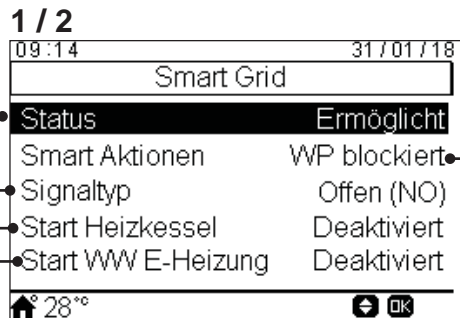 1 / 2
09:14 31/01/18
Smart Grid
Status Ermöglicht
Smart Aktionen WP blockiert
Signaltyp Offen (NO)
Start Heizkessel Deaktiviert
Start WW E-Heizung Deaktiviert
28°C OK